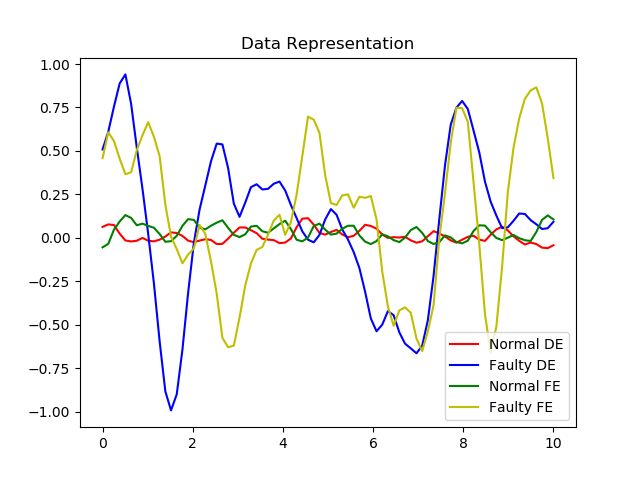 Data Representation
1.00
0.75
0.50
0.25
0.00
−0.25
−0.50
−0.75
−1.00
0 2 4 6 8 10
Normal DE
Faulty DE
Normal FE
Faulty FE